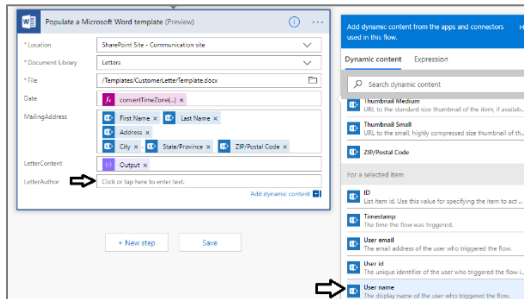 Populate a Microsoft Word template (Preview)
* Location
SharePoint Site - Communication site
* Document Library
Letters
* File
/Templates/CustomerLetterTemplate.docx
Date
fx convertTimeZone(...) ×
MailingAddress
First Name × Last Name ×
Address ×
City × , State/Province × ZIP/Postal Code ×
LetterContent
Output ×
LetterAuthor
Click or tap here to enter text.
Add dynamic content
+ New step
Save
Add dynamic content from the apps and connectors
used in this flow.
Dynamic content
Expression
Search dynamic content
Thumbnail Medium
URL to the standard size thumbnail of the item, if availab...
Thumbnail Small
URL to the small, highly compressed size thumbnail of th...
ZIP/Postal Code
For a selected item
ID
List item id. Use this value for specifying the item to act ...
Timestamp
The time the flow was triggered.
User email
The email address of the user who triggered the flow.
User id
The unique identifier of the user who triggered the flow i...
User name
The display name of the user who triggered the flow.